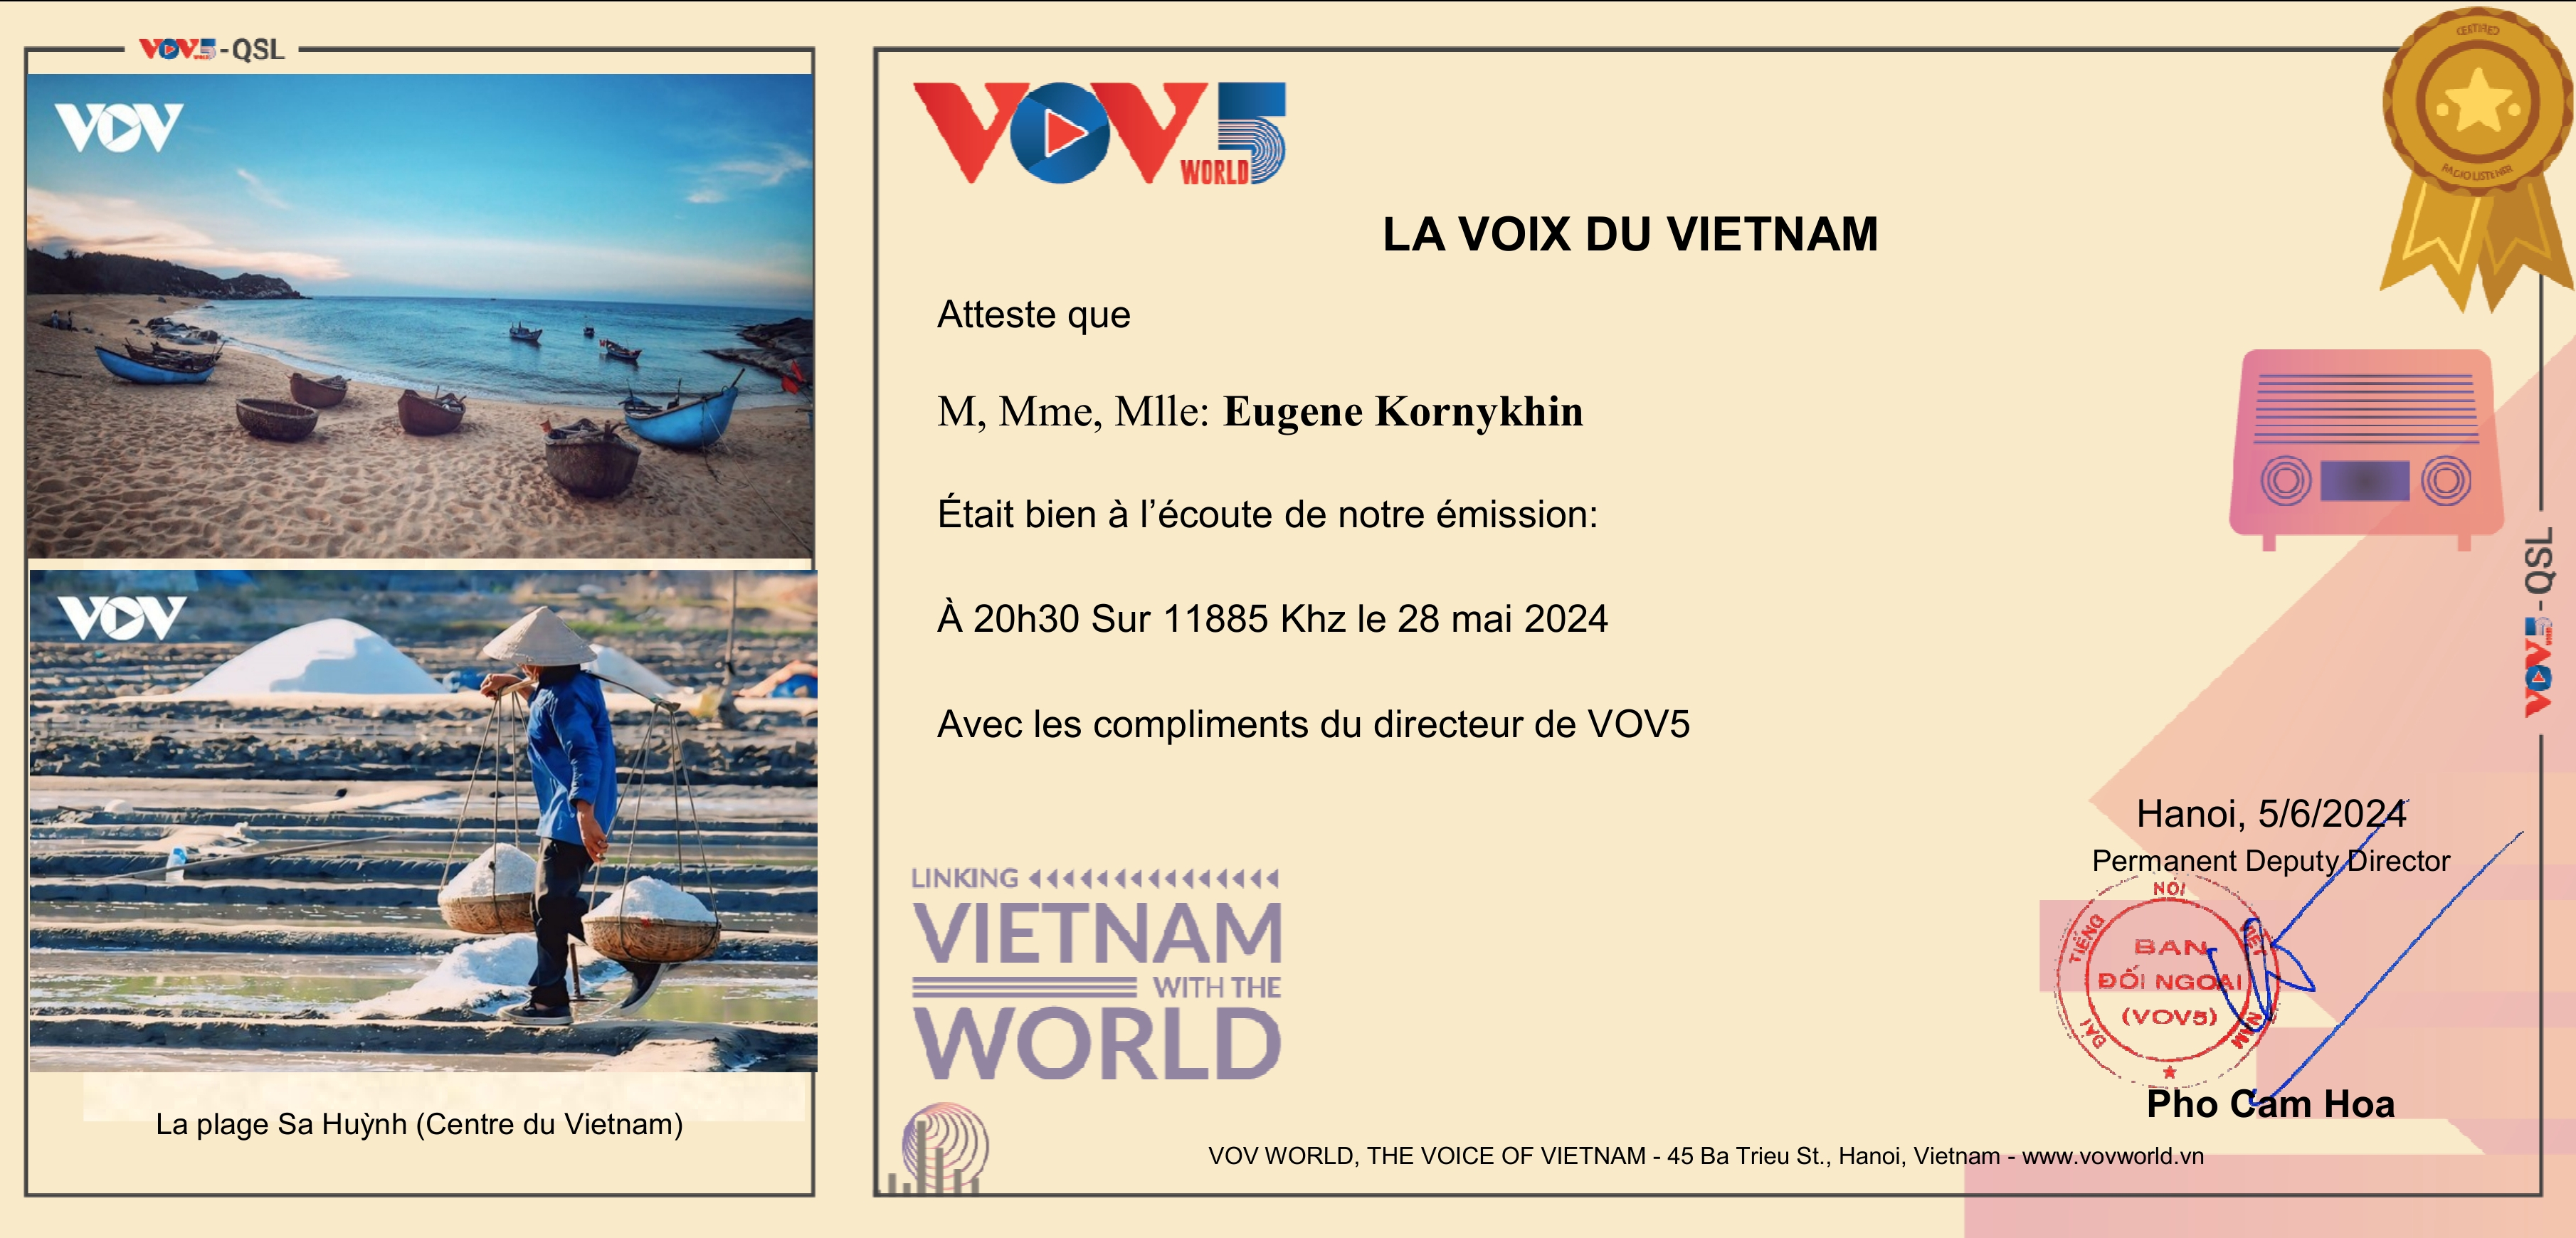 VOV5 WORLD - QSL
VOV
VOV
La plage Sa Huỳnh (Centre du Vietnam)
VOV5
WORLD
CERTIFIED
RADIO LISTENER
LA VOIX DU VIETNAM
Atteste que
M, Mme, Mlle: Eugene Kornykhin
Était bien à l’écoute de notre émission:
À 20h30 Sur 11885 Khz le 28 mai 2024
Avec les compliments du directeur de VOV5
VOV5 WORLD - QSL
Hanoi, 5/6/2024
Permanent Deputy Director
ĐÀI TIẾNG NÓI VIỆT NAM
BAN
ĐỐI NGOẠI
(VOV5)
Pho Cam Hoa
LINKING
VIETNAM
WITH THE
WORLD
VOV WORLD, THE VOICE OF VIETNAM - 45 Ba Trieu St., Hanoi, Vietnam - www.vovworld.vn